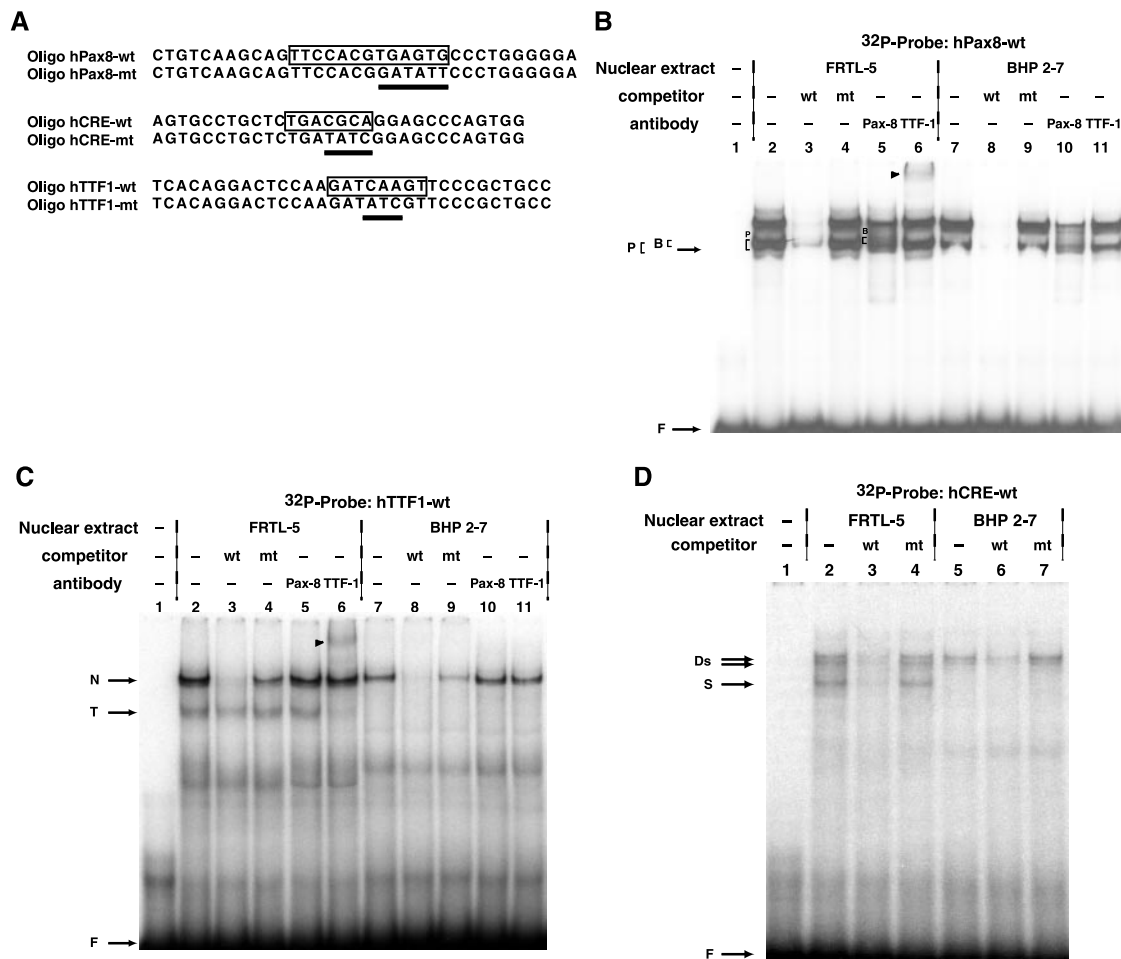 A
Oligo hPax8-wt CTGTCAAGCAGTTCCACGTGAGTGCCCTGGGGGA
Oligo hPax8-mt CTGTCAAGCAGTTCCACGGATATTCCCTGGGGGA
Oligo hCRE-wt AGTGCCTGCTCTGACGCAGGAGCCCAGTGG
Oligo hCRE-mt AGTGCCTGCTCTGATATCGGAGCCCAGTGG
Oligo hTTF1-wt TCACAGGACTCCAAGATCAAGTTCCCGCTGCC
Oligo hTTF1-mt TCACAGGACTCCAAGATATCGTTCCCGCTGCC
B
32P-Probe: hPax8-wt
Nuclear extract – FRTL-5 BHP 2-7
competitor – – wt mt – – – wt mt – –
antibody – – – – Pax-8 TTF-1 – – – Pax-8 TTF-1
1 2 3 4 5 6 7 8 9 10 11
P B
P B
F
C
32P-Probe: hTTF1-wt
Nuclear extract – FRTL-5 BHP 2-7
competitor – – wt mt – – – wt mt – –
antibody – – – – Pax-8 TTF-1 – – – Pax-8 TTF-1
1 2 3 4 5 6 7 8 9 10 11
N
T
F
D
32P-Probe: hCRE-wt
Nuclear extract – FRTL-5 BHP 2-7
competitor – – wt mt – wt mt
1 2 3 4 5 6 7
Ds
S
F